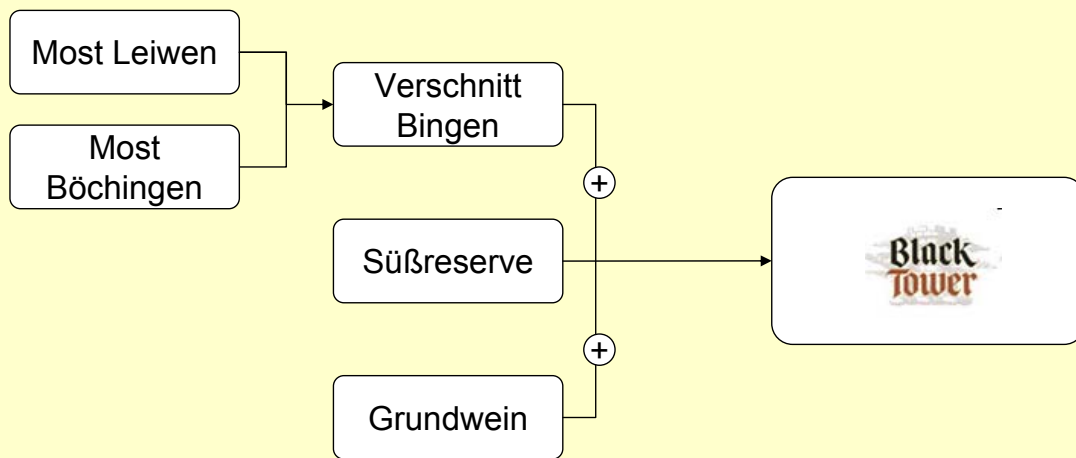 Most Leiwen
Most
Böchingen
Verschnitt
Bingen
+
Süßreserve
+
Grundwein
Black
Tower